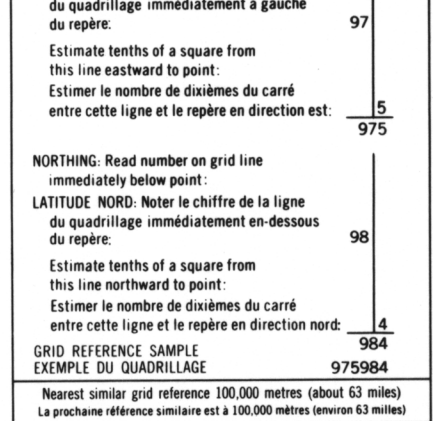 du quadrillage immédiatement à gauche
du repère: 97
Estimate tenths of a square from
this line eastward to point:
Estimer le nombre de dixièmes du carré
entre cette ligne et le repère en direction est: 5
975
NORTHING: Read number on grid line
immediately below point:
LATITUDE NORD: Noter le chiffre de la ligne
du quadrillage immédiatement en-dessous
du repère: 98
Estimate tenths of a square from
this line northward to point:
Estimer le nombre de dixièmes du carré
entre cette ligne et le repère en direction nord: 4
984
GRID REFERENCE SAMPLE
EXEMPLE DU QUADRILLAGE 975984
Nearest similar grid reference 100,000 metres (about 63 miles)
La prochaine référence similaire est à 100,000 mètres (environ 63 milles)